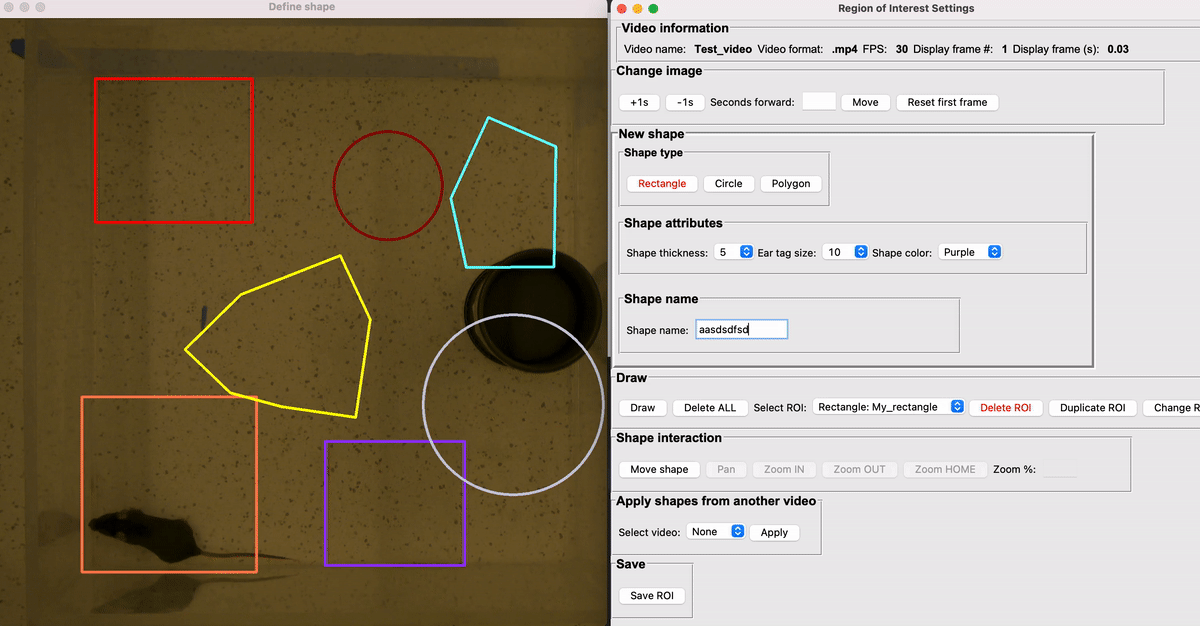 Define shape
Region of Interest Settings
Video information
Video name: Test_video Video format: .mp4 FPS: 30 Display frame #: 1 Display frame (s): 0.03
Change image
+1s -1s Seconds forward: Move Reset first frame
New shape
Shape type
Rectangle Circle Polygon
Shape attributes
Shape thickness: 5 Ear tag size: 10 Shape color: Purple
Shape name
Shape name: aasdsdfsd
Draw
Draw Delete ALL Select ROI: Rectangle: My_rectangle Delete ROI Duplicate ROI Change R
Shape interaction
Move shape Pan Zoom IN Zoom OUT Zoom HOME Zoom %:
Apply shapes from another video
Select video: None Apply
Save
Save ROI